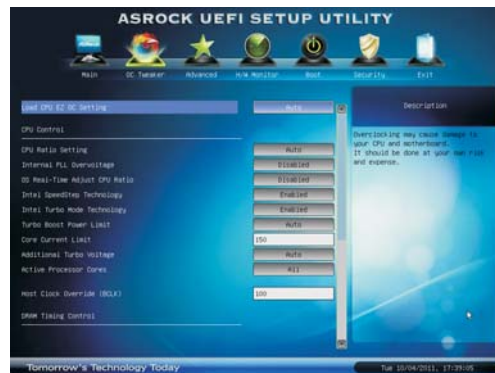 ASROCK UEFI SETUP UTILITY
Main OC Tweaker Advanced H/W Monitor Boot Security Exit
Load CPU EZ OC Setting Auto
Description
Overclocking may cause damage to
your CPU and motherboard.
It should be done at your own risk
and expense.
CPU Control
CPU Ratio Setting Auto
Internal PLL Overvoltage Disabled
OS Real-Time Adjust CPU Ratio Disabled
Intel SpeedStep Technology Enabled
Intel Turbo Mode Technology Enabled
Turbo Boost Power Limit Auto
Core Current Limit 150
Additional Turbo Voltage Auto
Active Processor Cores All
Host Clock Override (BCLK) 100
DRAM Timing Control
Tomorrow's Technology Today
Tue 10/04/2011, 17:39:05